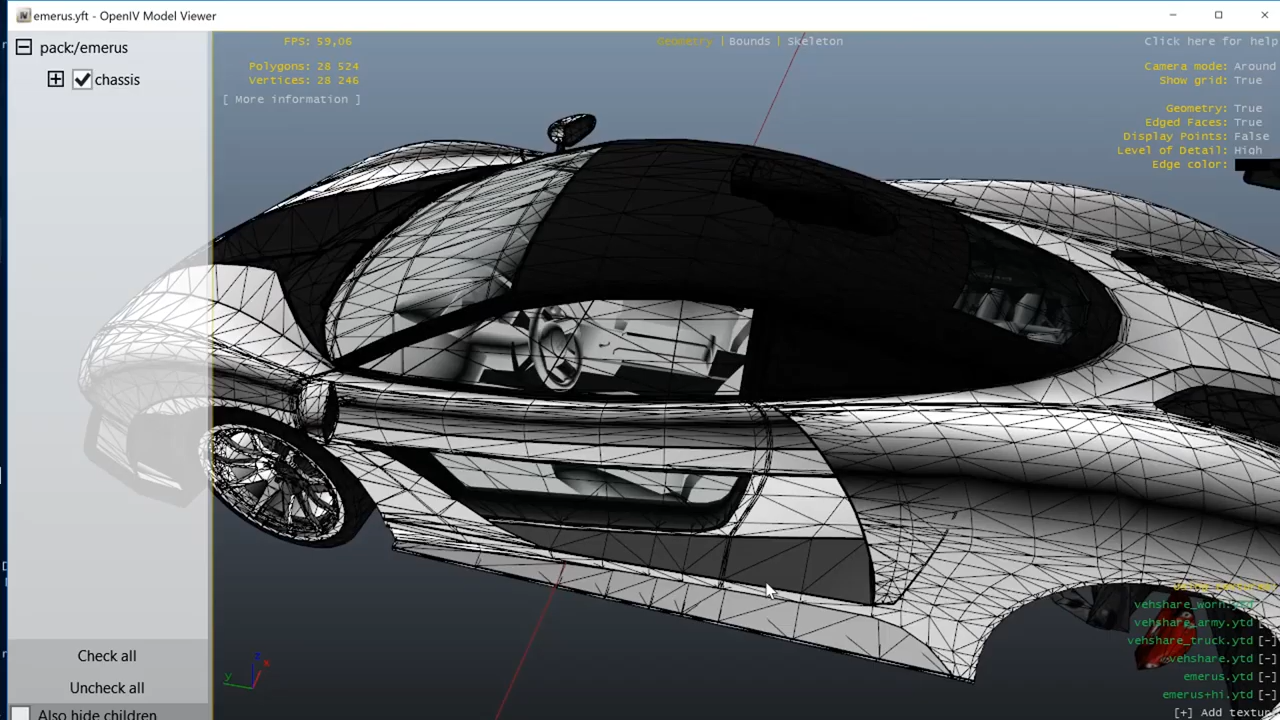 emerus.yft - OpenIV Model Viewer
pack:/emerus
chassis
FPS: 59,06
Polygons: 28 524
Vertices: 28 246
[ More information ]
Geometry | Bounds | Skeleton
Click here for help
Camera mode: Around
Show grid: True
Geometry: True
Edged Faces: True
Display Points: False
Level of Detail: High
Edge color:
z
x
y
vehshare_worn.ytd
vehshare_army.ytd [-]
vehshare_truck.ytd [-]
vehshare.ytd [-]
emerus.ytd [-]
emerus+hi.ytd [-]
[+] Add textur
Check all
Uncheck all
Also hide children